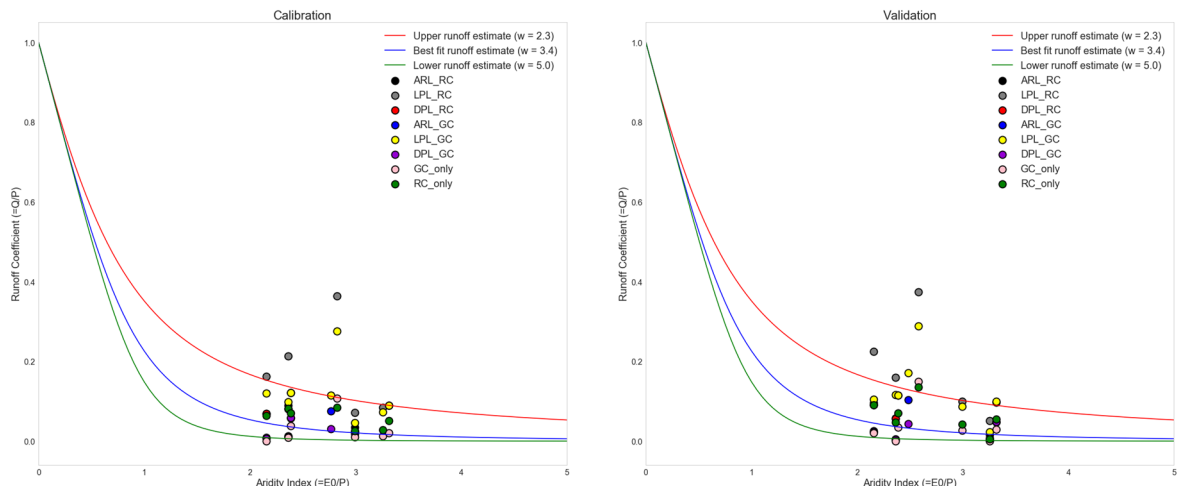 Calibration
Runoff Coefficient (=Q/P)
1.0
0.8
0.6
0.4
0.2
0.0
0 1 2 3 4 5
Aridity Index (=E0/P)
Upper runoff estimate (w = 2.3)
Best fit runoff estimate (w = 3.4)
Lower runoff estimate (w = 5.0)
ARL_RC
LPL_RC
DPL_RC
ARL_GC
LPL_GC
DPL_GC
GC_only
RC_only
Validation
Runoff Coefficient (=Q/P)
1.0
0.8
0.6
0.4
0.2
0.0
0 1 2 3 4 5
Aridity Index (=E0/P)
Upper runoff estimate (w = 2.3)
Best fit runoff estimate (w = 3.4)
Lower runoff estimate (w = 5.0)
ARL_RC
LPL_RC
DPL_RC
ARL_GC
LPL_GC
DPL_GC
GC_only
RC_only